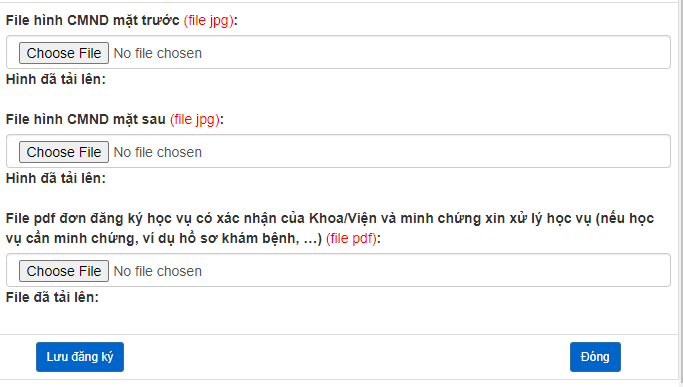 File hình CMND mặt trước (file jpg):
Choose File No file chosen
Hình đã tải lên:
File hình CMND mặt sau (file jpg):
Choose File No file chosen
Hình đã tải lên:
File pdf đơn đăng ký học vụ có xác nhận của Khoa/Viện và minh chứng xin xử lý học vụ (nếu học
vụ cần minh chứng, ví dụ hồ sơ khám bệnh, ...) (file pdf):
Choose File No file chosen
File đã tải lên:
Lưu đăng ký Đóng